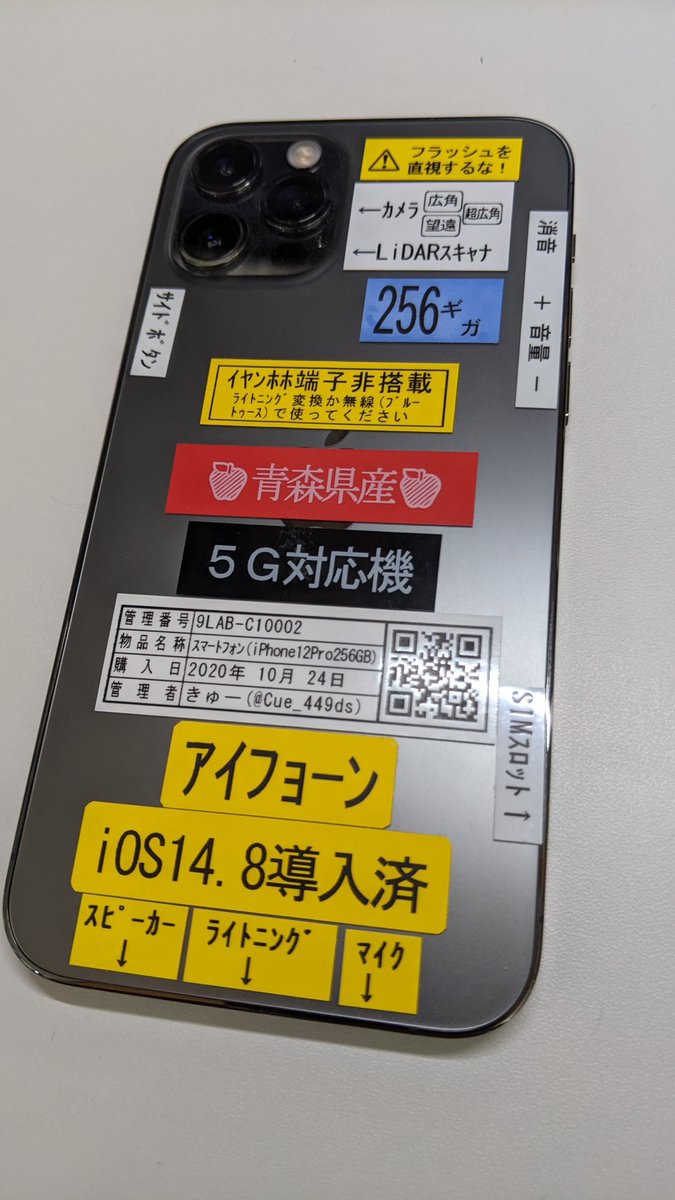 フラッシュを
直視するな!
←カメラ 広角 望遠 超広角
←LiDARスキャナ
消音 + 音量 −
256ギガ
サイドボタン
イヤンホホ端子非搭載
ライトニング変換か無線(ブルー
トゥース)で使ってください
青森県産
5G対応機
管理番号 9LAB-C10002
物品名称 スマートフォン(iPhone12Pro256GB)
購入日 2020年 10月 24日
管理者 きゅー(@Cue_449ds)
SIMスロット↑
アイフォーン
iOS14.8導入済
スピーカー
↓
ライトニング
↓
マイク
↓